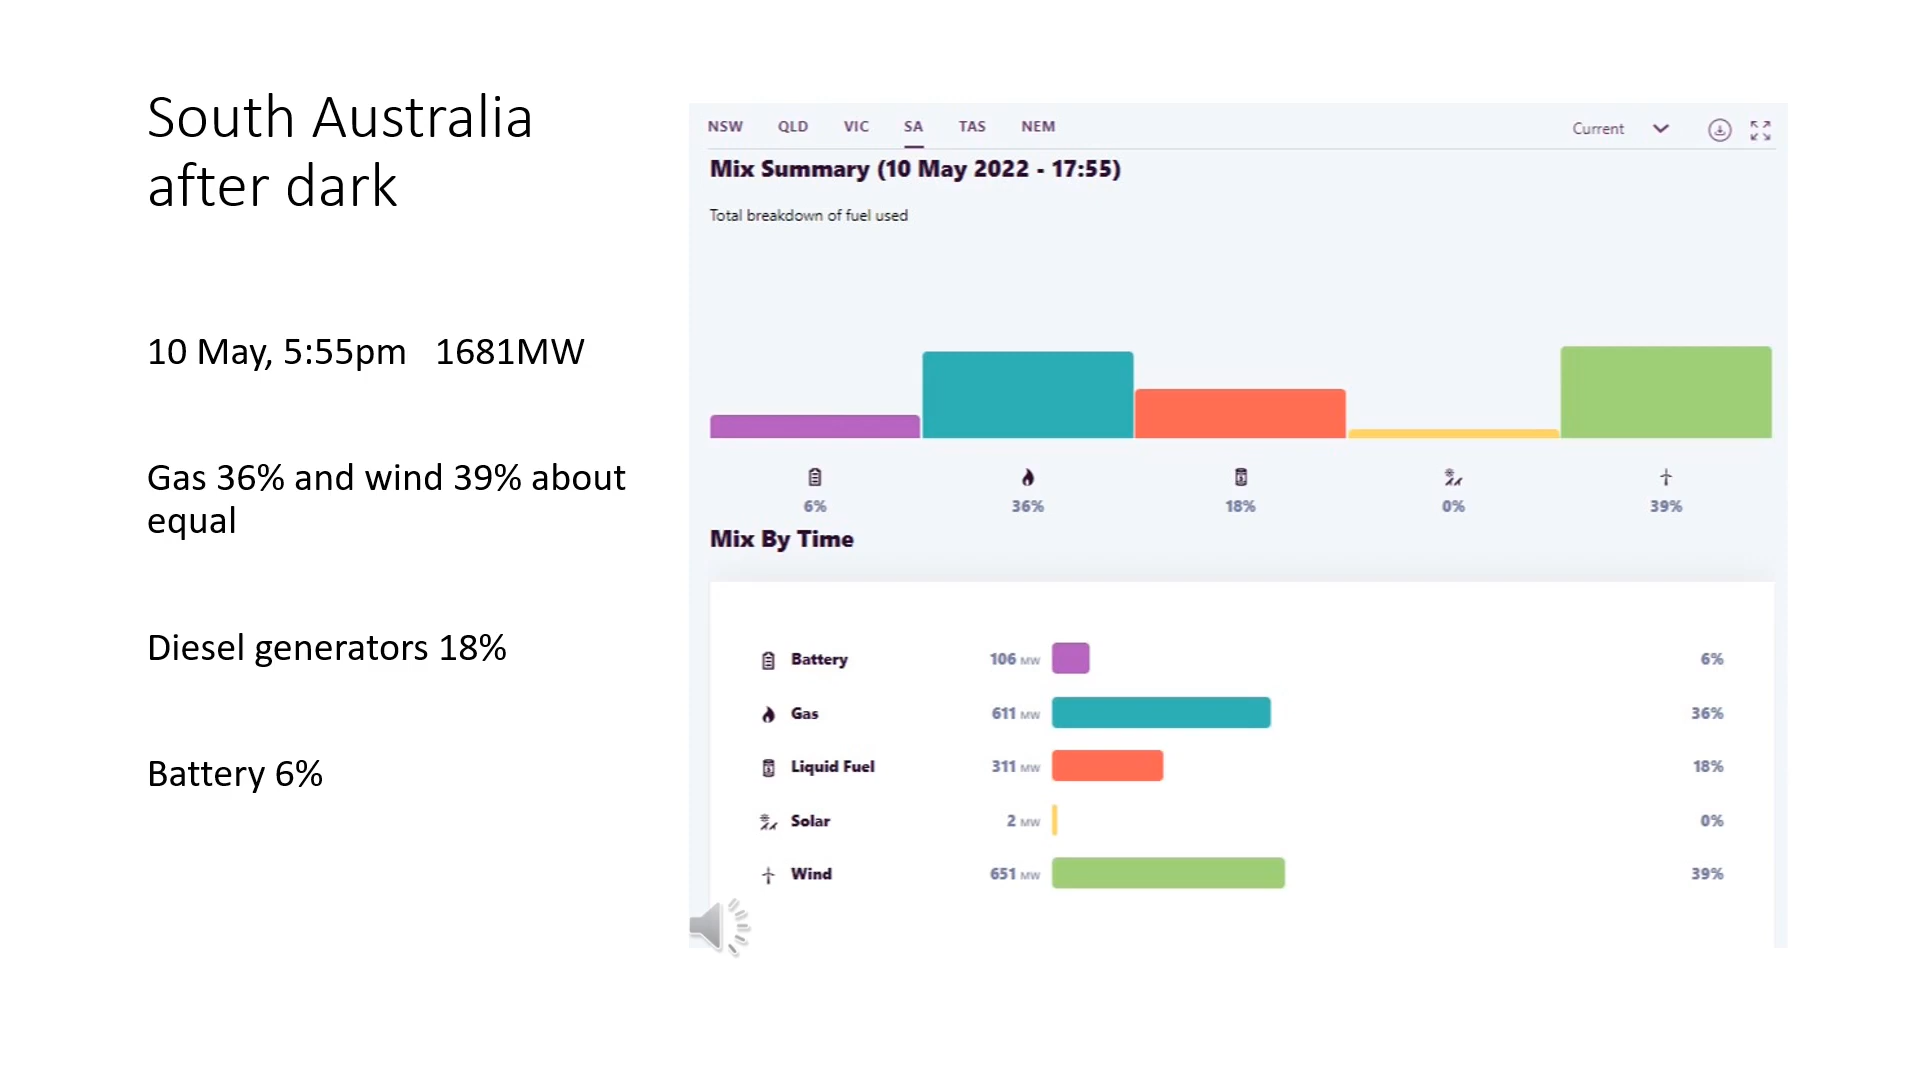 South Australia
after dark
10 May, 5:55pm 1681MW
Gas 36% and wind 39% about
equal
Diesel generators 18%
Battery 6%
NSW QLD VIC SA TAS NEM Current
Mix Summary (10 May 2022 - 17:55)
Total breakdown of fuel used
6% 36% 18% 0% 39%
Mix By Time
Battery 106 MW 6%
Gas 611 MW 36%
Liquid Fuel 311 MW 18%
Solar 2 MW 0%
Wind 651 MW 39%